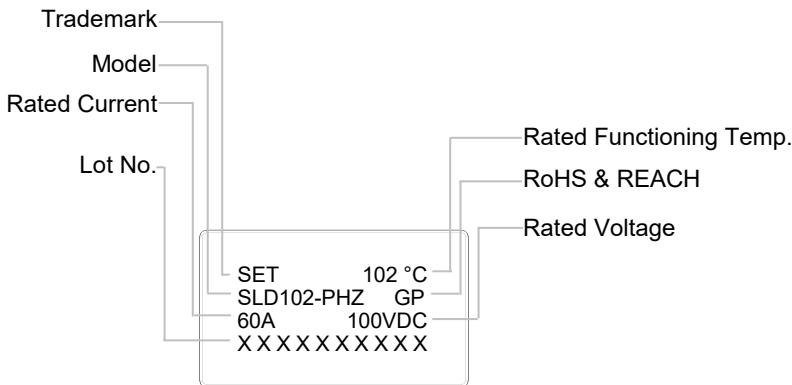 Trademark
Model
Rated Current
Lot No.
Rated Functioning Temp.
RoHS & REACH
Rated Voltage
SET 102 °C
SLD102-PHZ GP
60A 100VDC
X X X X X X X X X X